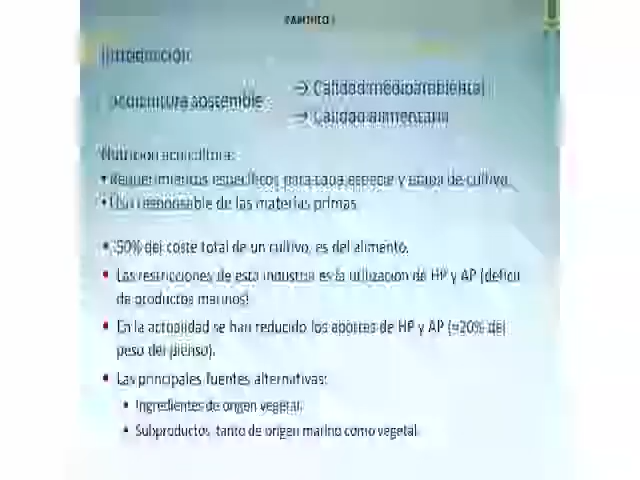 CAPÍTULO I
Introducción
Acuicultura sostenible
→ Calidad medioambiental
→ Calidad alimentaria
Nutrición acuicultura:
• Requerimientos específicos para cada especie y etapa de cultivo.
• Uso responsable de las materias primas
• 50% del coste total de un cultivo, es del alimento.
• Las restricciones de esta industria es la utilización de HP y AP (déficit
de productos marinos)
• En la actualidad se han reducido los aportes de HP y AP (≈20% del
peso del pienso).
• Las principales fuentes alternativas:
• Ingredientes de origen vegetal.
• Subproductos, tanto de origen marino como vegetal.